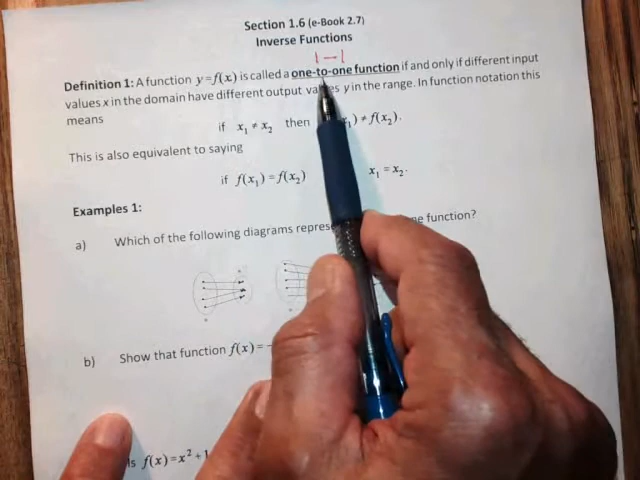 Section 1.6 (e-Book 2.7)
Inverse Functions
1—1
Definition 1: A function y=f(x) is called a one-to-one function if and only if different input
values x in the domain have different output y in the range. In function notation this
means
if x₁ ≠ x₂ then x₁) ≠ f(x₂).
This is also equivalent to saying
if f(x₁) = f(x₂) x₁ = x₂.
Examples 1:
a) Which of the following diagrams function?
b) Show that function f(x) =
Is f(x)=x²+1